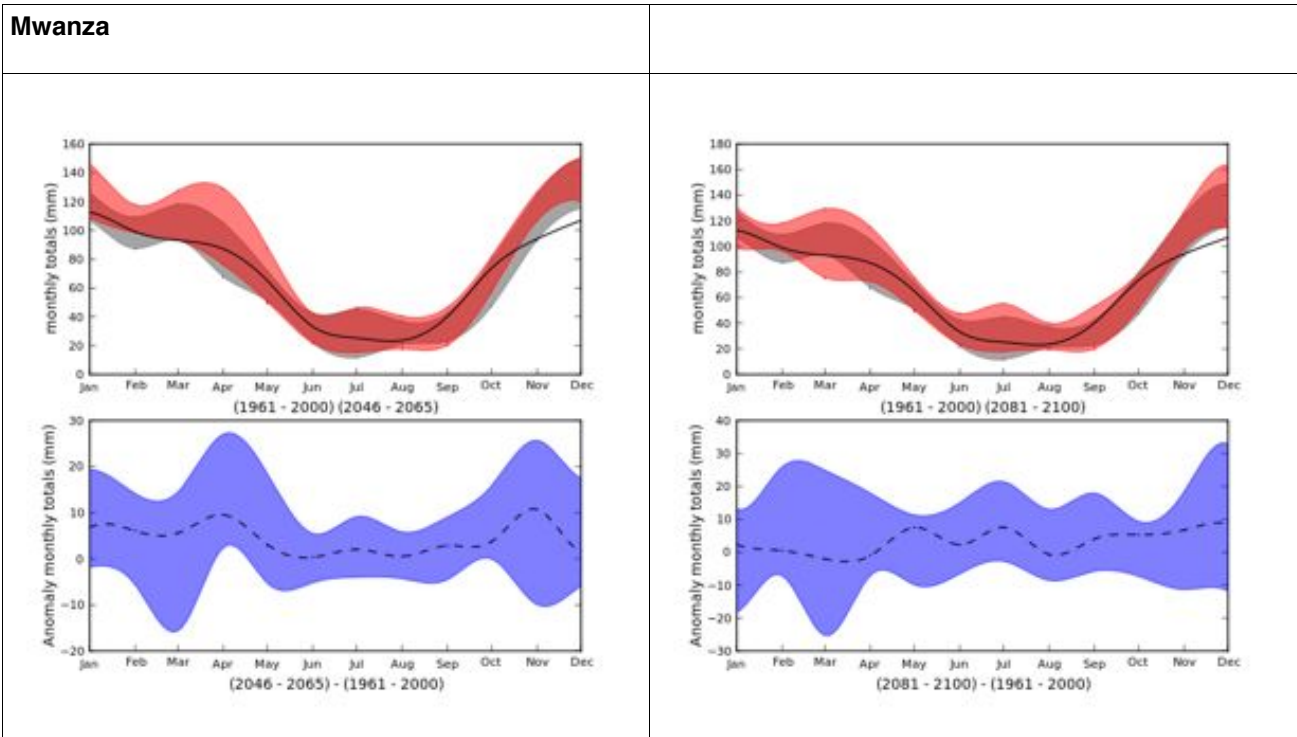 Mwanza
monthly totals (mm)
160
140
120
100
80
60
40
20
0
Jan Feb Mar Apr May Jun Jul Aug Sep Oct Nov Dec
(1961 - 2000) (2046 - 2065)
Anomaly monthly totals (mm)
30
20
10
0
−10
−20
Jan Feb Mar Apr May Jun Jul Aug Sep Oct Nov Dec
(2046 - 2065) - (1961 - 2000)
monthly totals (mm)
180
160
140
120
100
80
60
40
20
0
Jan Feb Mar Apr May Jun Jul Aug Sep Oct Nov Dec
(1961 - 2000) (2081 - 2100)
Anomaly monthly totals (mm)
40
30
20
10
0
−10
−20
−30
Jan Feb Mar Apr May Jun Jul Aug Sep Oct Nov Dec
(2081 - 2100) - (1961 - 2000)